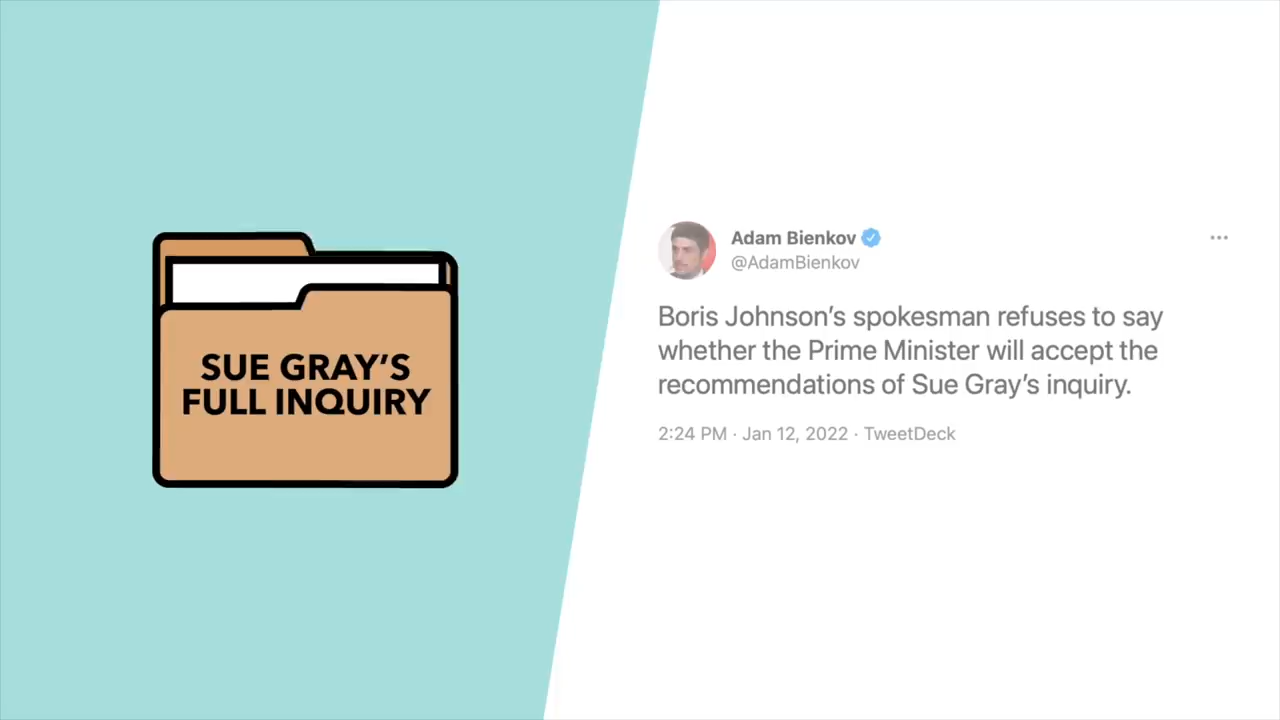 SUE GRAY'S
FULL INQUIRY
Adam Bienkov
@AdamBienkov
Boris Johnson’s spokesman refuses to say
whether the Prime Minister will accept the
recommendations of Sue Gray’s inquiry.
2:24 PM · Jan 12, 2022 · TweetDeck